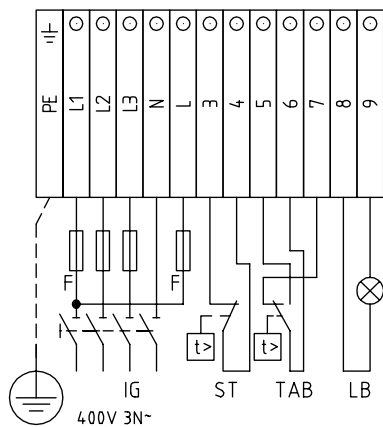 PE L1 L2 L3 N L 3 4 5 6 7 8 9
F F
t> t>
IG ST TAB LB
400V 3N~